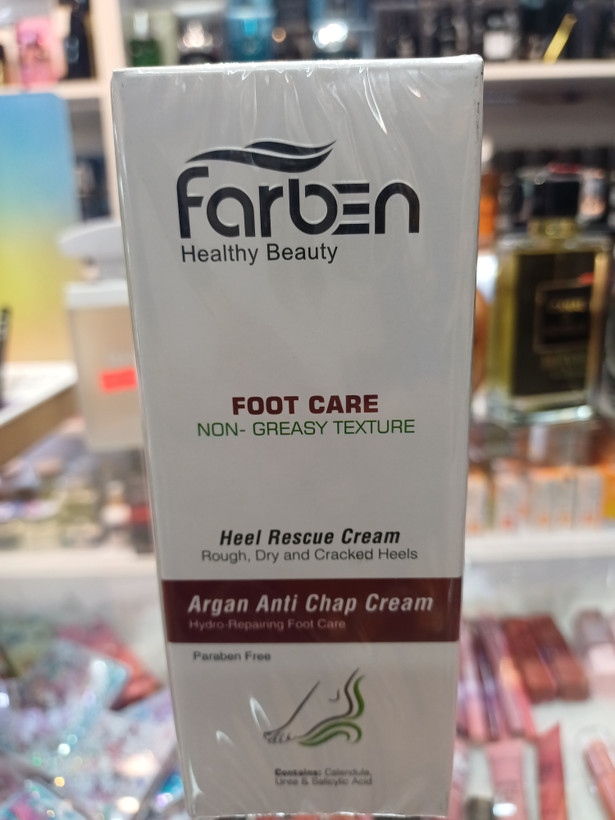 Farben
Healthy Beauty
FOOT CARE
NON- GREASY TEXTURE
Heel Rescue Cream
Rough, Dry and Cracked Heels
Argan Anti Chap Cream
Hydro-Repairing Foot Care
Paraben Free
Contains: Calendula,
Urea & Salicylic Acid